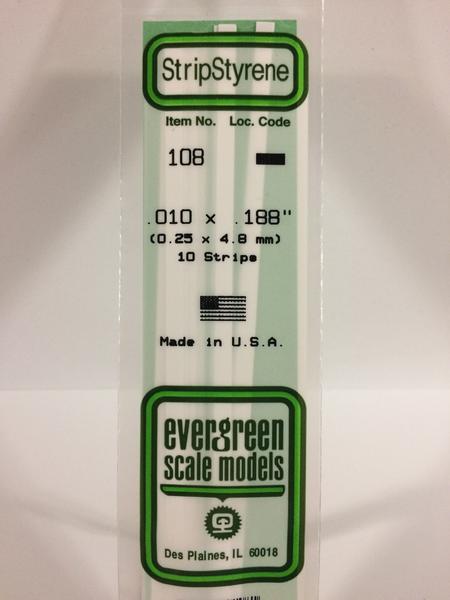 StripStyrene
Item No. Loc. Code
108
.010 x .188"
(0.25 x 4.8 mm)
10 Strips
Made in U.S.A.
evergreen
scale models
Des Plaines, IL 60018